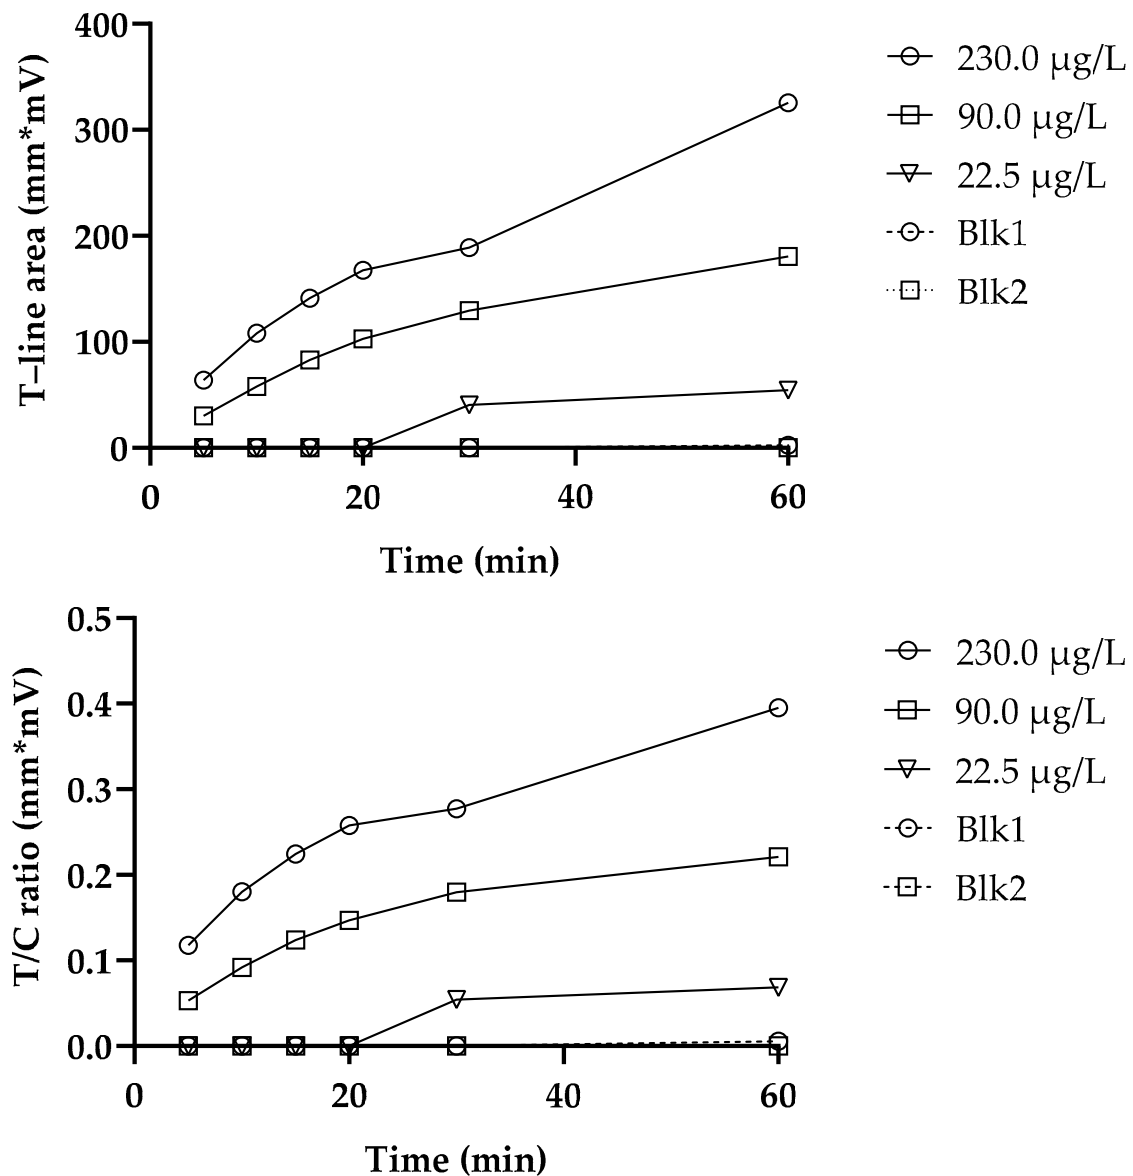 400
300
200
100
0
T–line area (mm*mV)
0 20 40 60
Time (min)
230.0 µg/L
90.0 µg/L
22.5 µg/L
Blk1
Blk2
0.5
0.4
0.3
0.2
0.1
0.0
T/C ratio (mm*mV)
0 20 40 60
Time (min)
230.0 µg/L
90.0 µg/L
22.5 µg/L
Blk1
Blk2